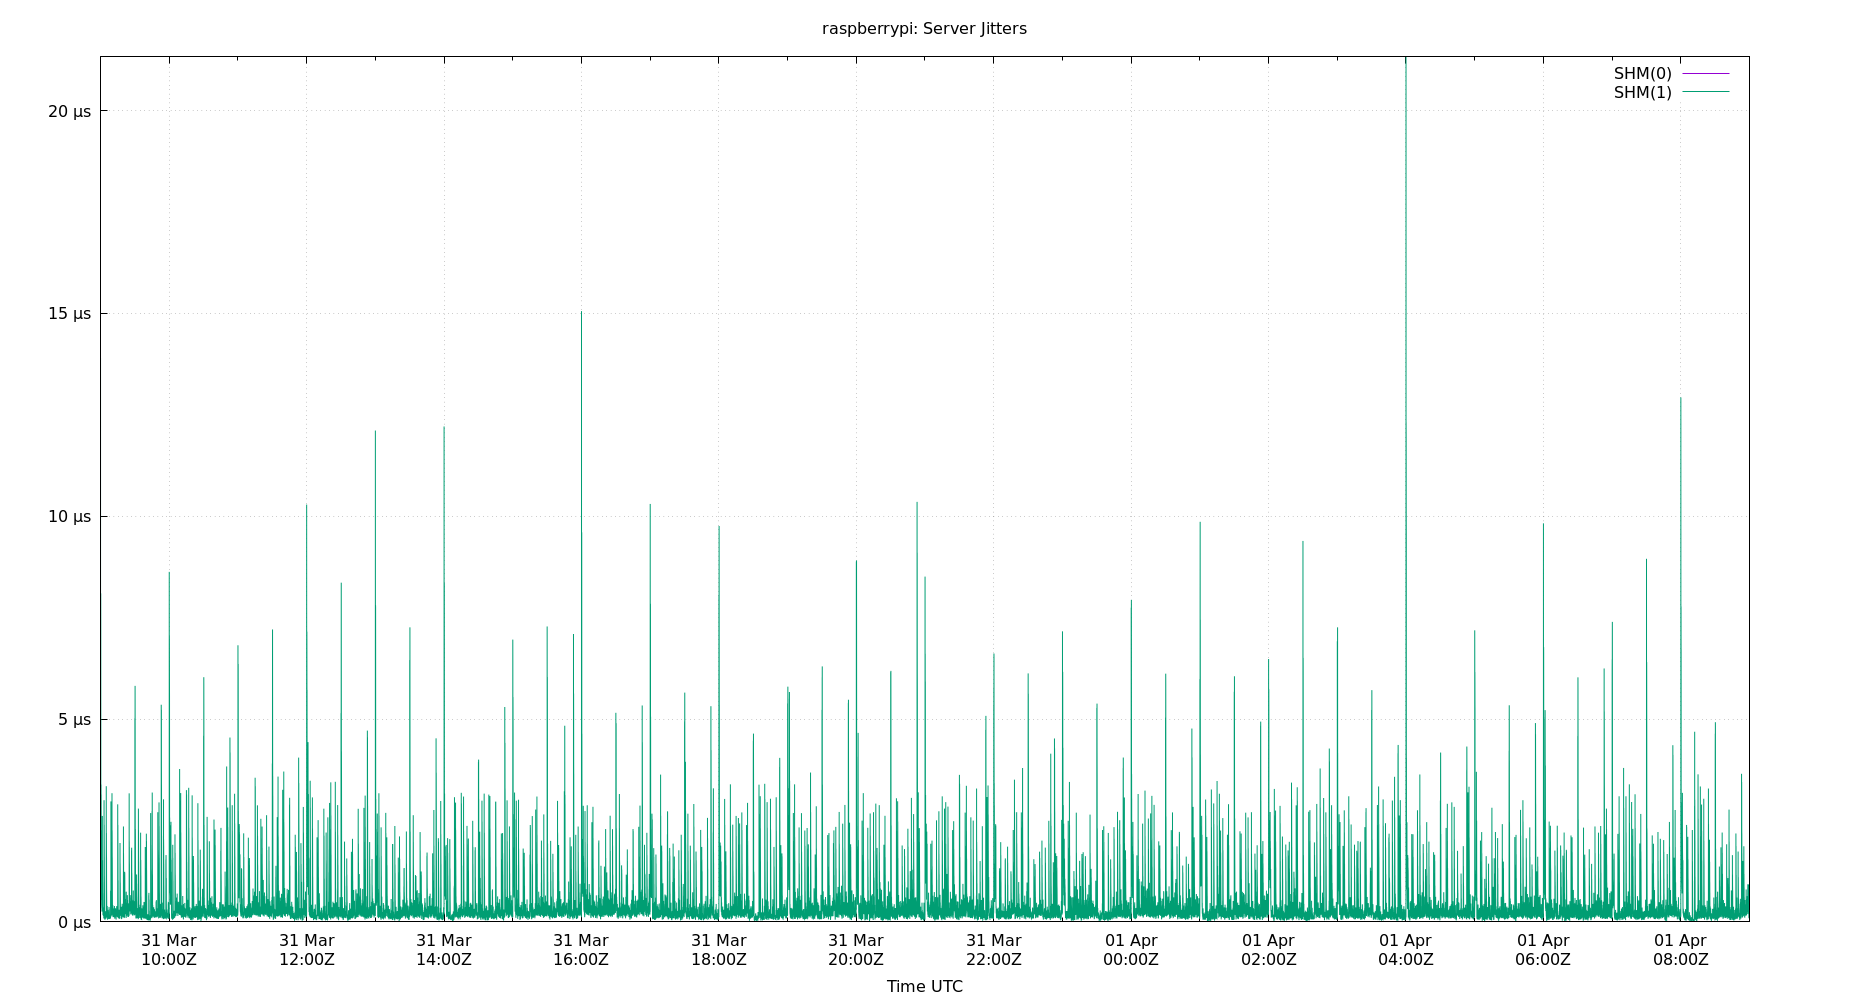 raspberrypi: Server Jitters
SHM(0)
SHM(1)
20 µs
15 µs
10 µs
5 µs
0 µs
31 Mar 31 Mar 31 Mar 31 Mar 31 Mar 31 Mar 31 Mar 01 Apr 01 Apr 01 Apr 01 Apr 01 Apr
10:00Z 12:00Z 14:00Z 16:00Z 18:00Z 20:00Z 22:00Z 00:00Z 02:00Z 04:00Z 06:00Z 08:00Z
Time UTC